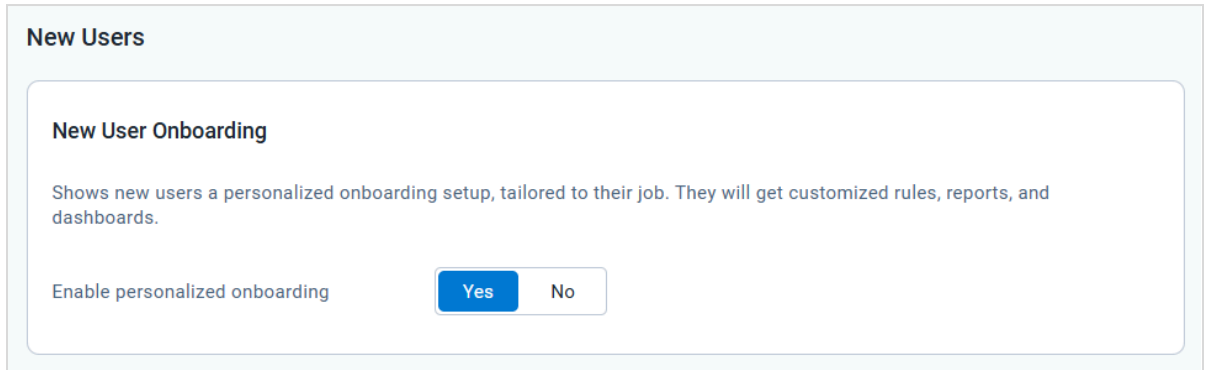 New Users
New User Onboarding
Shows new users a personalized onboarding setup, tailored to their job. They will get customized rules, reports, and
dashboards.
Enable personalized onboarding Yes No